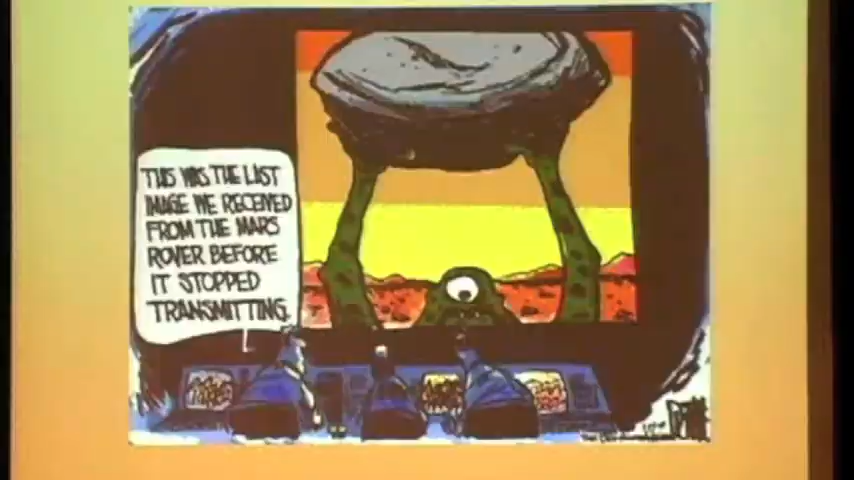 THIS WAS THE LAST
IMAGE WE RECEIVED
FROM THE MARS
ROVER BEFORE
IT STOPPED
TRANSMITTING.